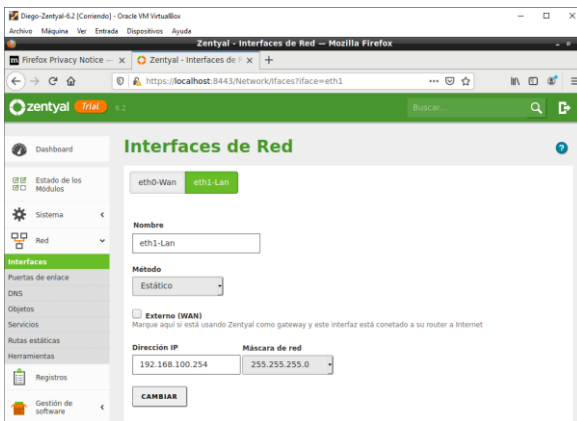 Diego-Zentyal-6.2 [Corriendo] - Oracle VM VirtualBox
Archivo Máquina Ver Entrada Dispositivos Ayuda
Zentyal - Interfaces de Red — Mozilla Firefox
Firefox Privacy Notice —
Zentyal - Interfaces de R
https://localhost:8443/Network/Ifaces?iface=eth1
zentyal Trial 6.2
Buscar...
Dashboard
Estado de los
Módulos
Sistema
Red
Interfaces
Puertas de enlace
DNS
Objetos
Servicios
Rutas estáticas
Herramientas
Registros
Gestión de
software
Interfaces de Red
eth0-Wan eth1-Lan
Nombre
eth1-Lan
Método
Estático
Externo (WAN)
Marque aquí si está usando Zentyal como gateway y este interfaz está conetado a su router a Internet
Dirección IP Máscara de red
192.168.100.254 255.255.255.0
CAMBIAR